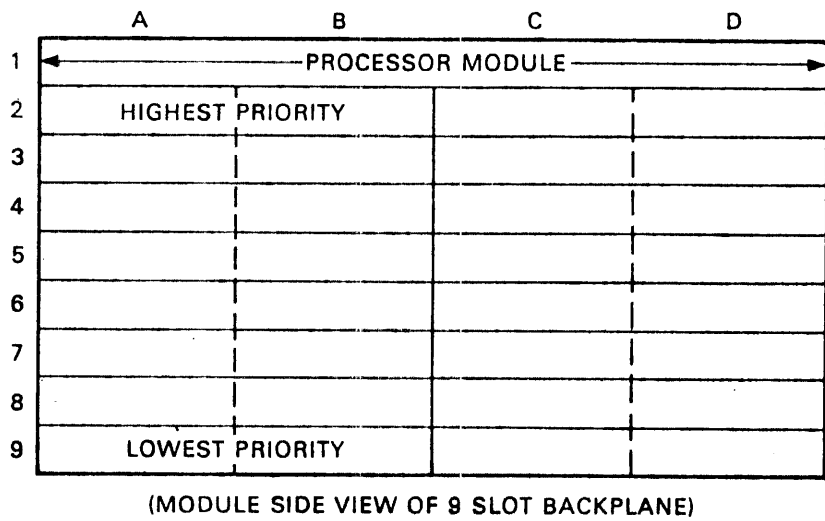 A B C D
1 PROCESSOR MODULE
2 HIGHEST PRIORITY
3
4
5
6
7
8
9 LOWEST PRIORITY
(MODULE SIDE VIEW OF 9 SLOT BACKPLANE)